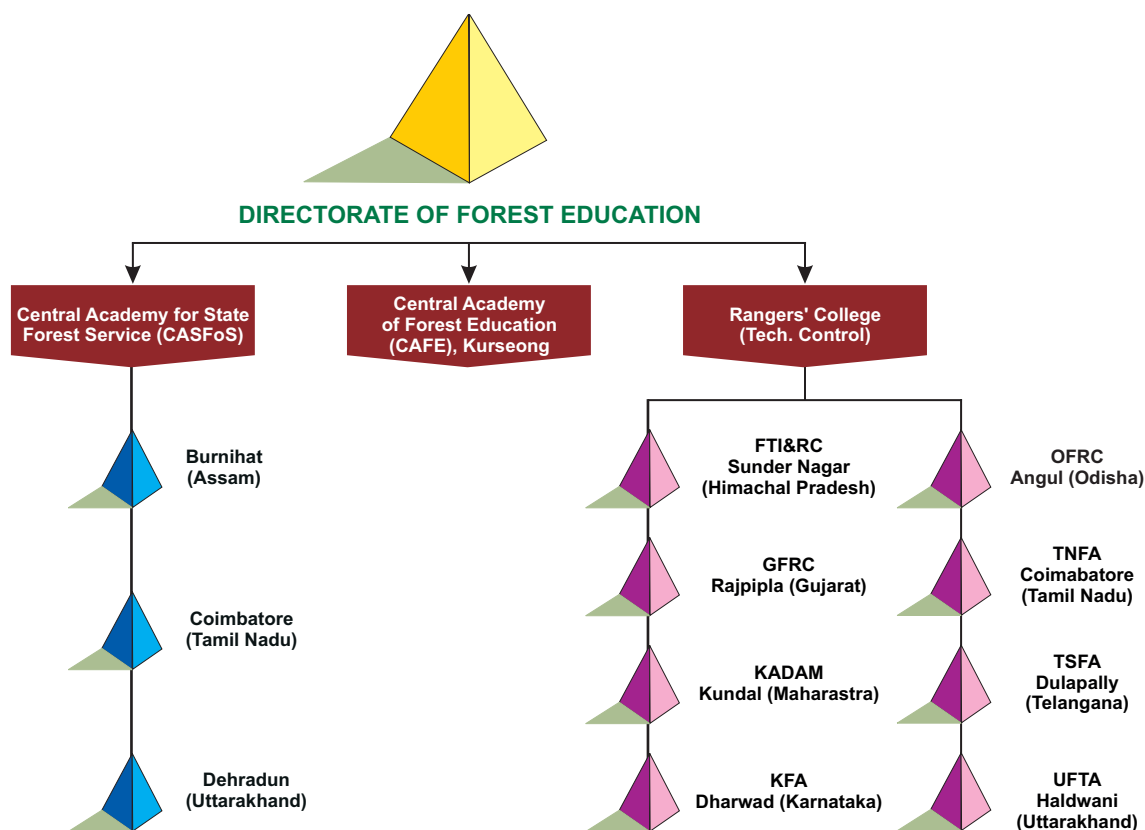 DIRECTORATE OF FOREST EDUCATION
Central Academy for State
Forest Service (CASFoS)
Central Academy
of Forest Education
(CAFE), Kurseong
Rangers' College
(Tech. Control)
Burnihat
(Assam)
Coimbatore
(Tamil Nadu)
Dehradun
(Uttarakhand)
FTI&RC
Sunder Nagar
(Himachal Pradesh)
GFRC
Rajpipla (Gujarat)
KADAM
Kundal (Maharastra)
KFA
Dharwad (Karnataka)
OFRC
Angul (Odisha)
TNFA
Coimabatore
(Tamil Nadu)
TSFA
Dulapally
(Telangana)
UFTA
Haldwani
(Uttarakhand)